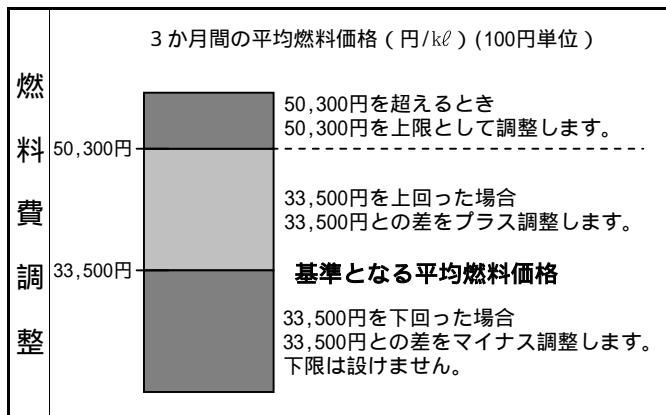 3か月間の平均燃料価格(円/kℓ)(100円単位)
燃料費調整
50,300円を超えるとき
50,300円を上限として調整します。
50,300円
33,500円を上回った場合
33,500円との差をプラス調整します。
33,500円
基準となる平均燃料価格
33,500円を下回った場合
33,500円との差をマイナス調整します。
下限は設けません。